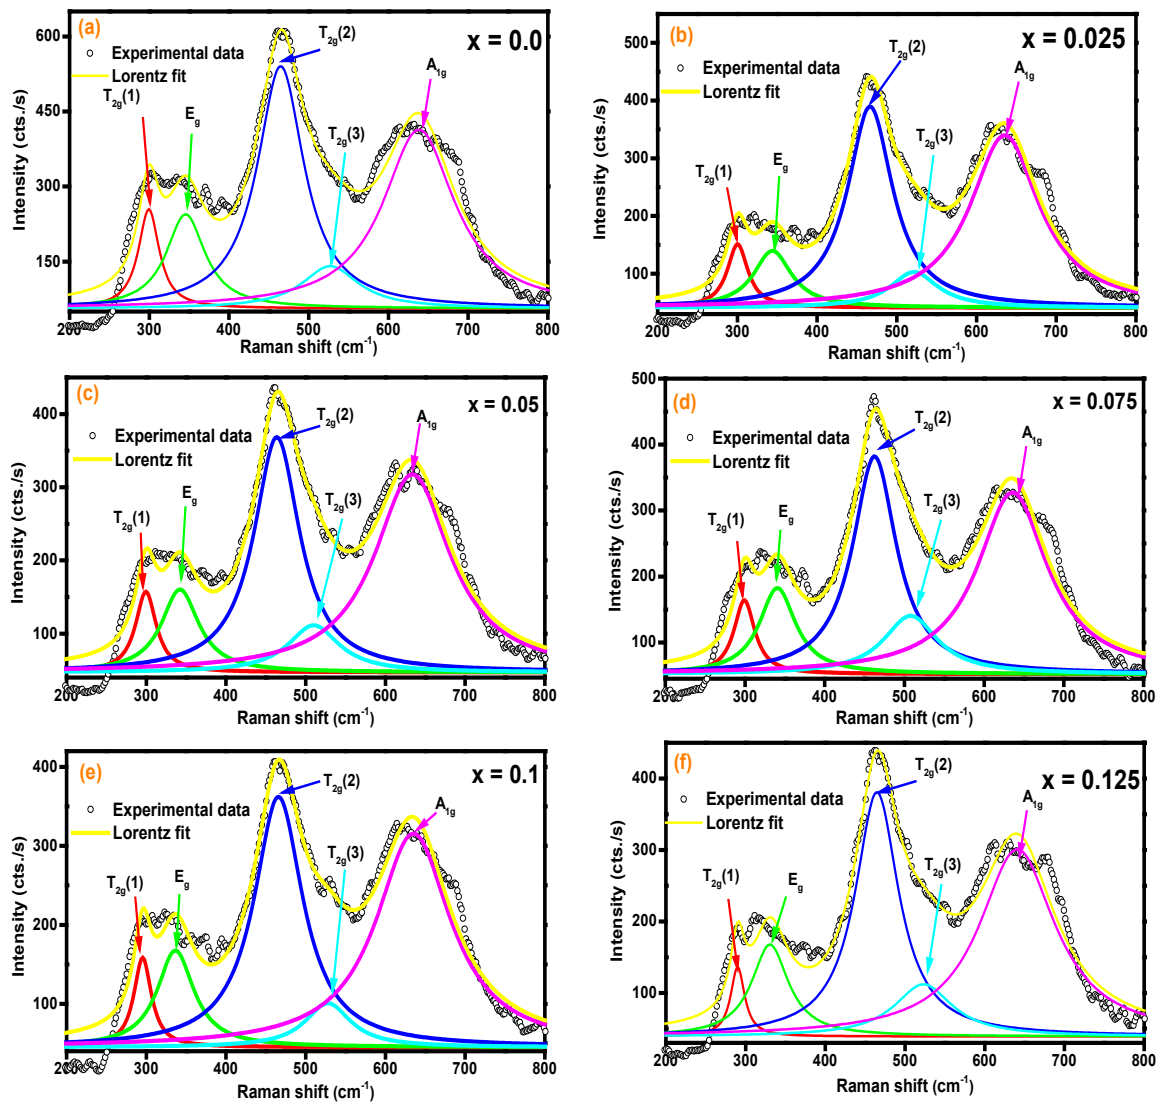 (a)
x = 0.0
Experimental data
Lorentz fit
T2g(1)
Eg
T2g(2)
T2g(3)
A1g
Intensity (cts./s)
600
450
300
150
200 300 400 500 600 700 800
Raman shift (cm-1)
(b)
x = 0.025
Experimental data
Lorentz fit
T2g(1)
Eg
T2g(2)
T2g(3)
A1g
Intensity (cts./s)
500
400
300
200
100
200 300 400 500 600 700 800
Raman shift (cm-1)
(c)
x = 0.05
Experimental data
Lorentz fit
T2g(1)
Eg
T2g(2)
T2g(3)
A1g
Intensity (cts./s)
400
300
200
100
200 300 400 500 600 700 800
Raman shift (cm-1)
(d)
x = 0.075
Experimental data
Lorentz fit
T2g(1)
Eg
T2g(2)
T2g(3)
A1g
Intensity (cts./s)
500
400
300
200
100
200 300 400 500 600 700 800
Raman shift (cm-1)
(e)
x = 0.1
Experimental data
Lorentz fit
T2g(1)
Eg
T2g(2)
T2g(3)
A1g
Intensity (cts./s)
400
300
200
100
200 300 400 500 600 700 800
Raman shift (cm-1)
(f)
x = 0.125
Experimental data
Lorentz fit
T2g(1)
Eg
T2g(2)
T2g(3)
A1g
Intensity (cts./s)
400
300
200
100
200 300 400 500 600 700 800
Raman shift (cm-1)